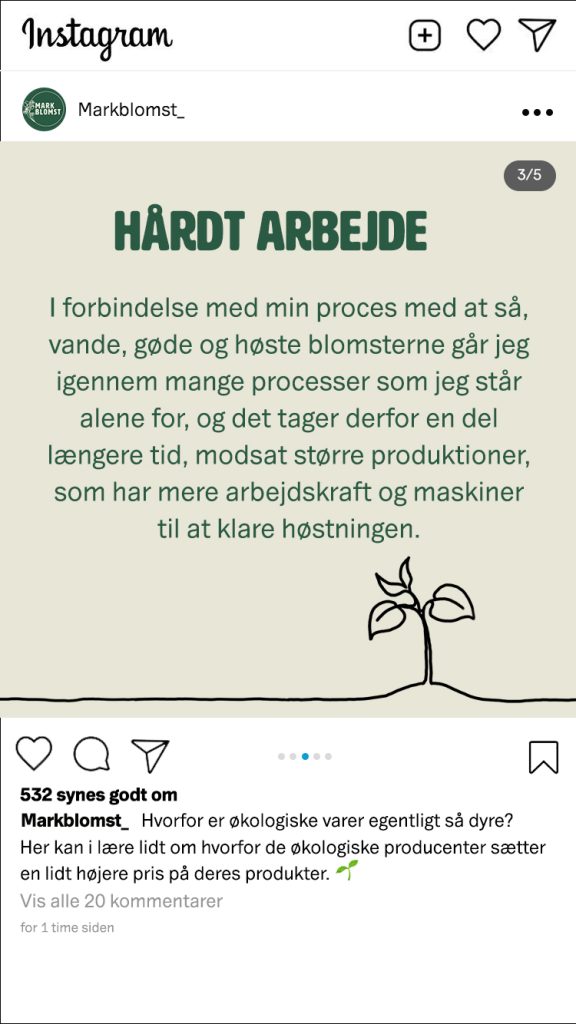 Instagram
MARK
BLOMST
Markblomst_
3/5
HÅRDT ARBEJDE
I forbindelse med min proces med at så,
vande, gøde og høste blomsterne går jeg
igennem mange processer som jeg står
alene for, og det tager derfor en del
længere tid, modsat større produktioner,
som har mere arbejdskraft og maskiner
til at klare høstningen.
532 synes godt om
Markblomst_ Hvorfor er økologiske varer egentligt så dyre?
Her kan i lære lidt om hvorfor de økologiske producenter sætter
en lidt højere pris på deres produkter. 🌱
Vis alle 20 kommentarer
for 1 time siden